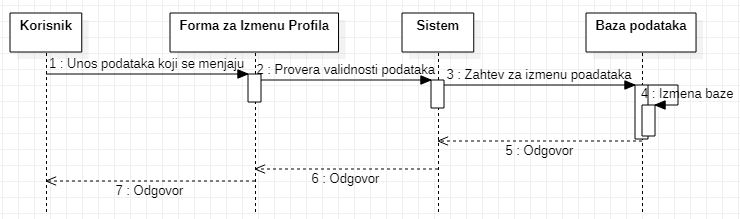 Korisnik
Forma za Izmenu Profila
Sistem
Baza podataka
1 : Unos podataka koji se menjaju
2 : Provera validnosti podataka
3 : Zahtev za izmenu poadataka
4 : Izmena baze
5 : Odgovor
6 : Odgovor
7 : Odgovor